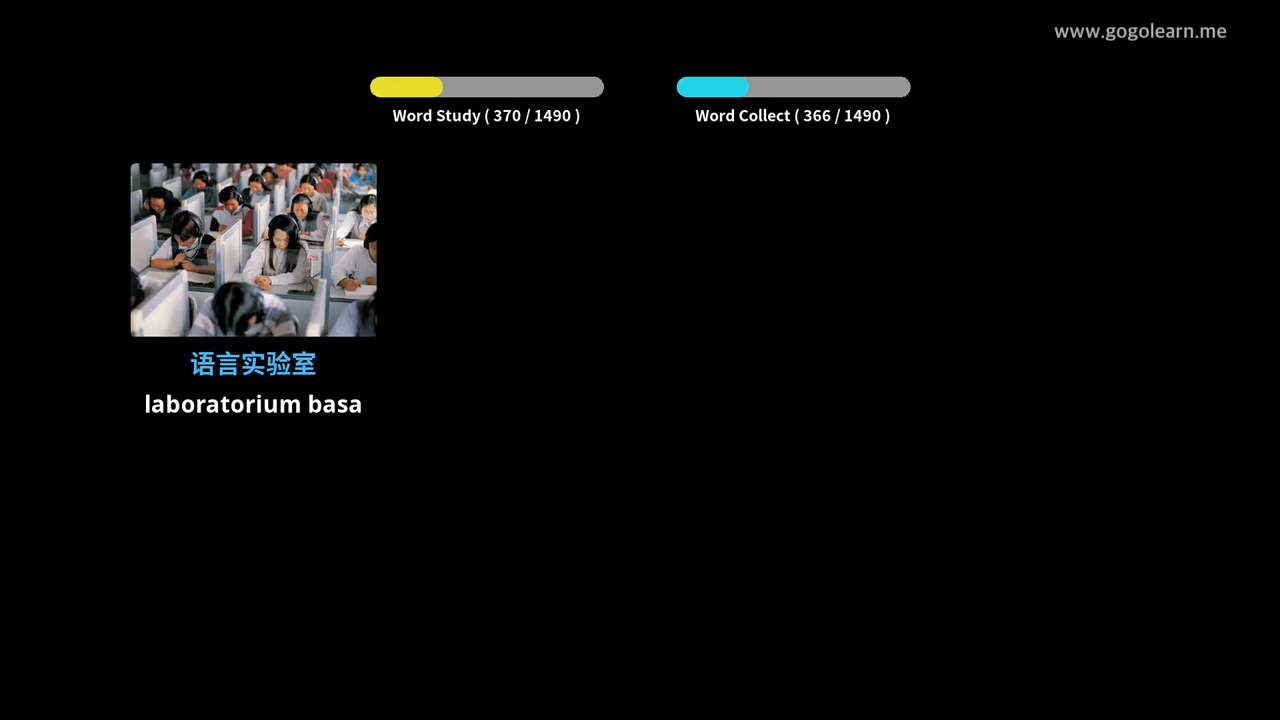 www.gogolearn.me
Word Study ( 370 / 1490 )
Word Collect ( 366 / 1490 )
语言实验室
laboratorium basa